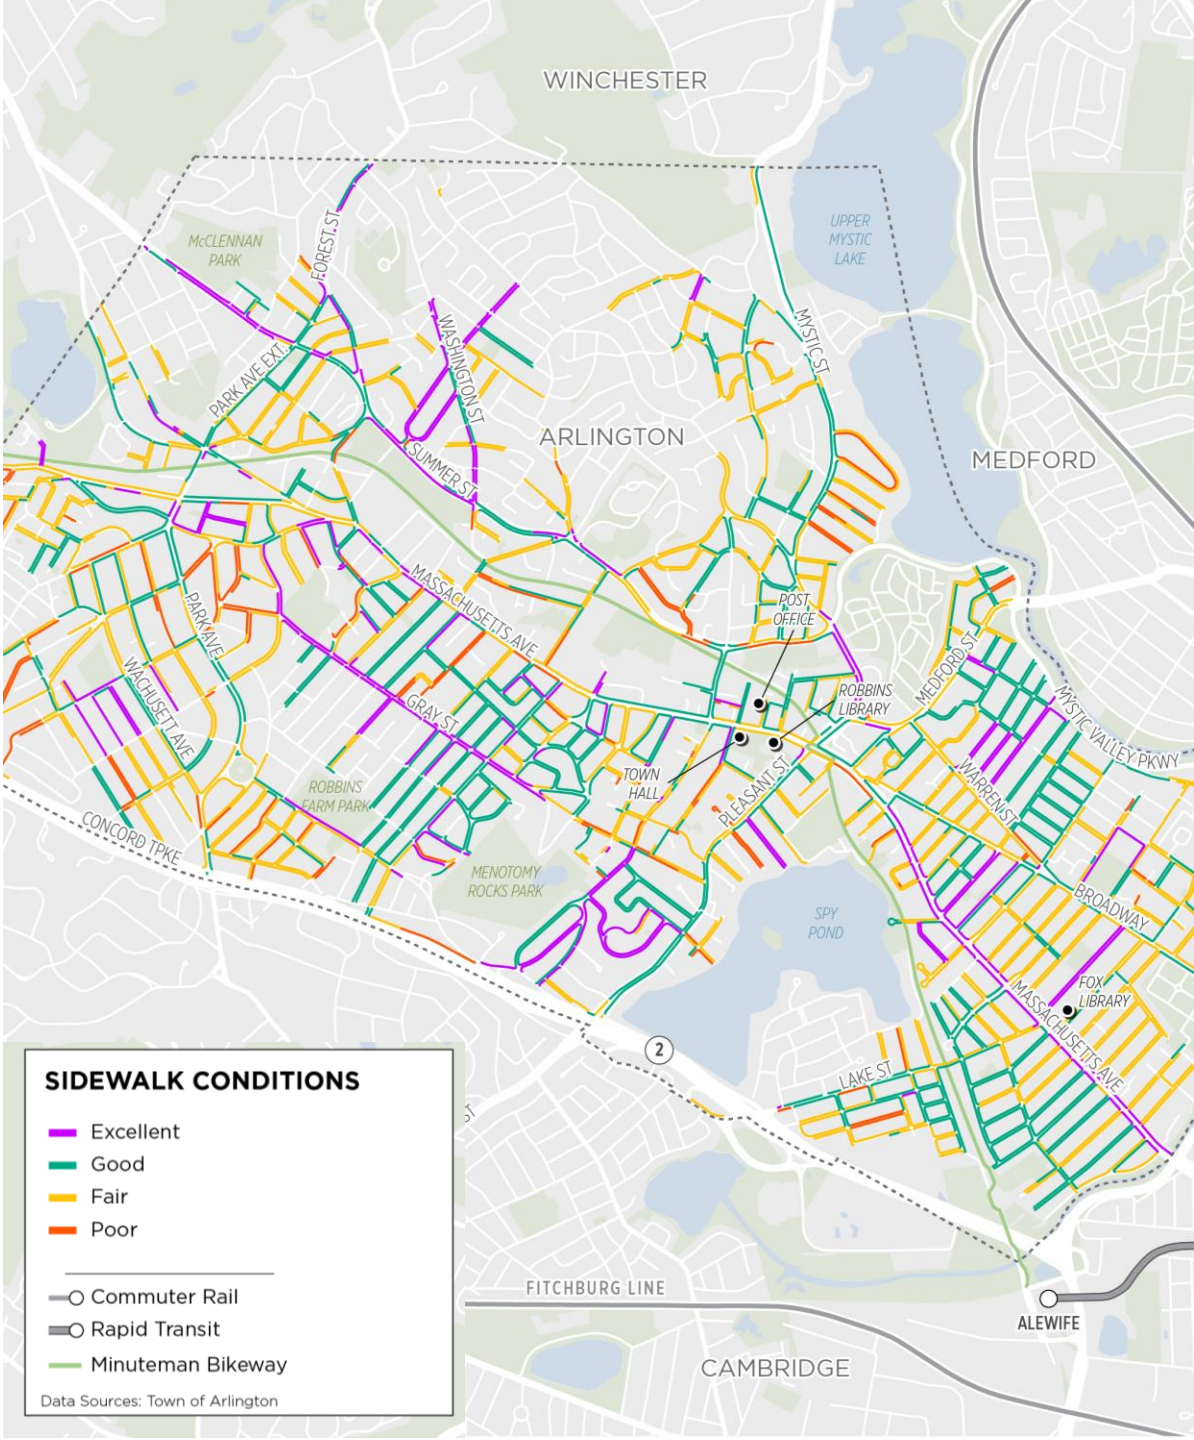 WINCHESTER
McCLENNAN
PARK
FOREST ST
UPPER
MYSTIC
LAKE
WASHINGTON ST
MYSTIC ST
PARK AVE EXT.
ARLINGTON
MEDFORD
SUMMER ST
MASSACHUSETTS AVE
POST
OFFICE
PARK AVE
MEDFORD ST
WACHUSETT AVE
ROBBINS
LIBRARY
GRAY ST
MYSTIC VALLEY PKWY
TOWN
HALL
PLEASANT ST
WARREN ST
ROBBINS
FARM PARK
CONCORD TPKE
MENOTOMY
ROCKS PARK
BROADWAY
SPY
POND
FOX
LIBRARY
MASSACHUSETTS AVE
2
LAKE ST
ST
SIDEWALK CONDITIONS
Excellent
Good
Fair
Poor
Commuter Rail
Rapid Transit
Minuteman Bikeway
Data Sources: Town of Arlington
FITCHBURG LINE
ALEWIFE
CAMBRIDGE